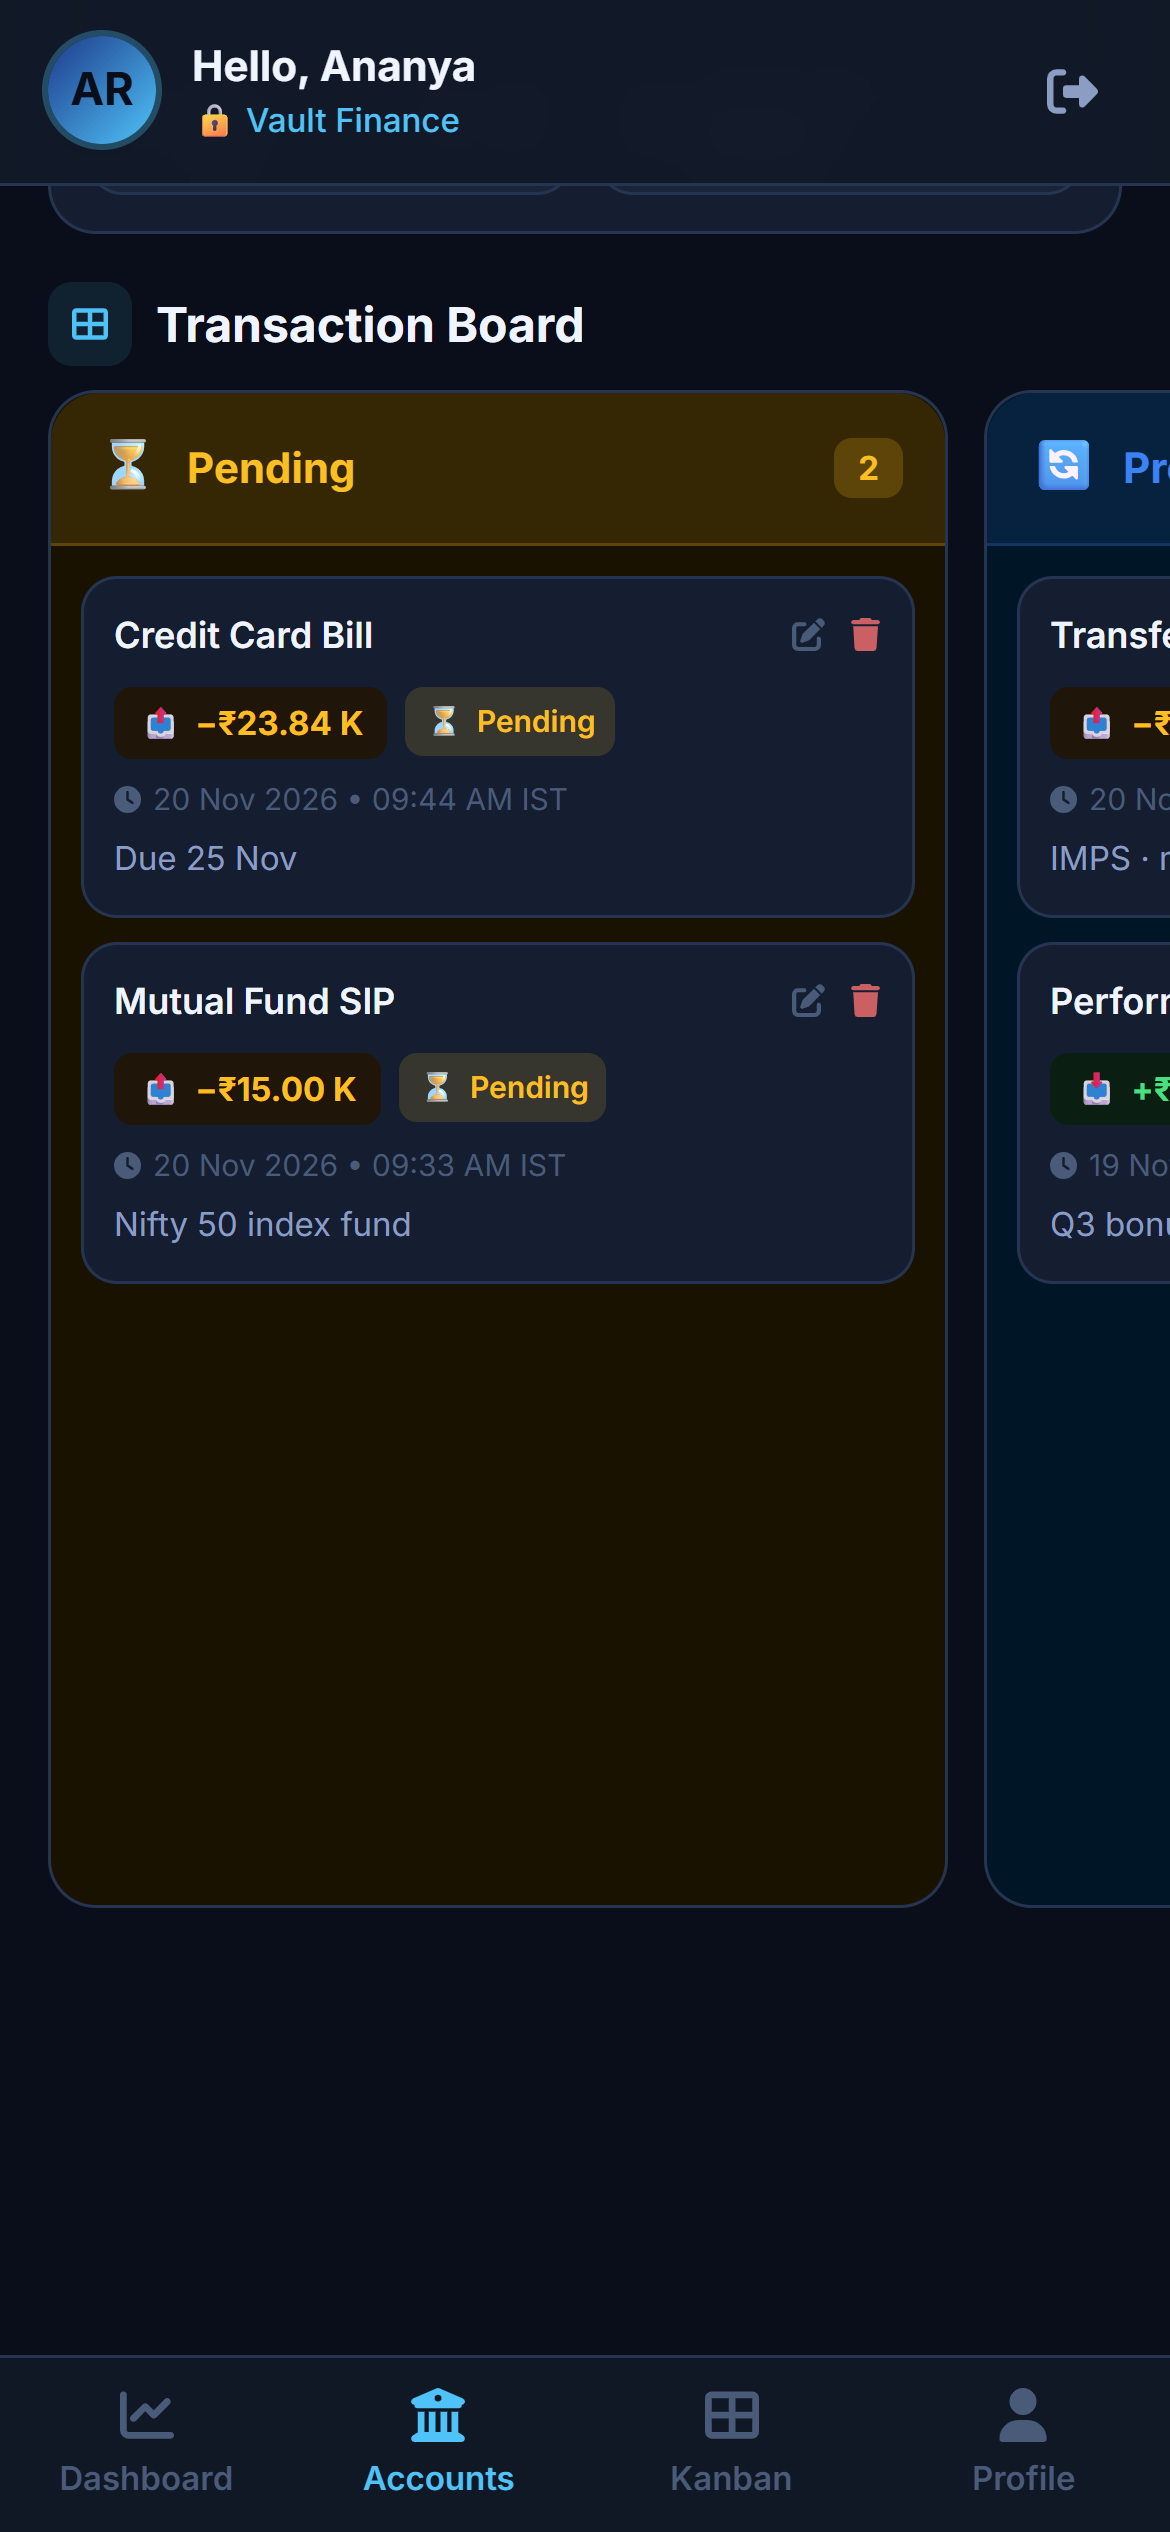 AR
Hello, Ananya
Vault Finance
Transaction Board
Pending
2
Credit Card Bill
−₹23.84 K
Pending
20 Nov 2026 • 09:44 AM IST
Due 25 Nov
Mutual Fund SIP
−₹15.00 K
Pending
20 Nov 2026 • 09:33 AM IST
Nifty 50 index fund
−₹
IMPS ·
+₹
Q3
Dashboard
Accounts
Kanban
Profile